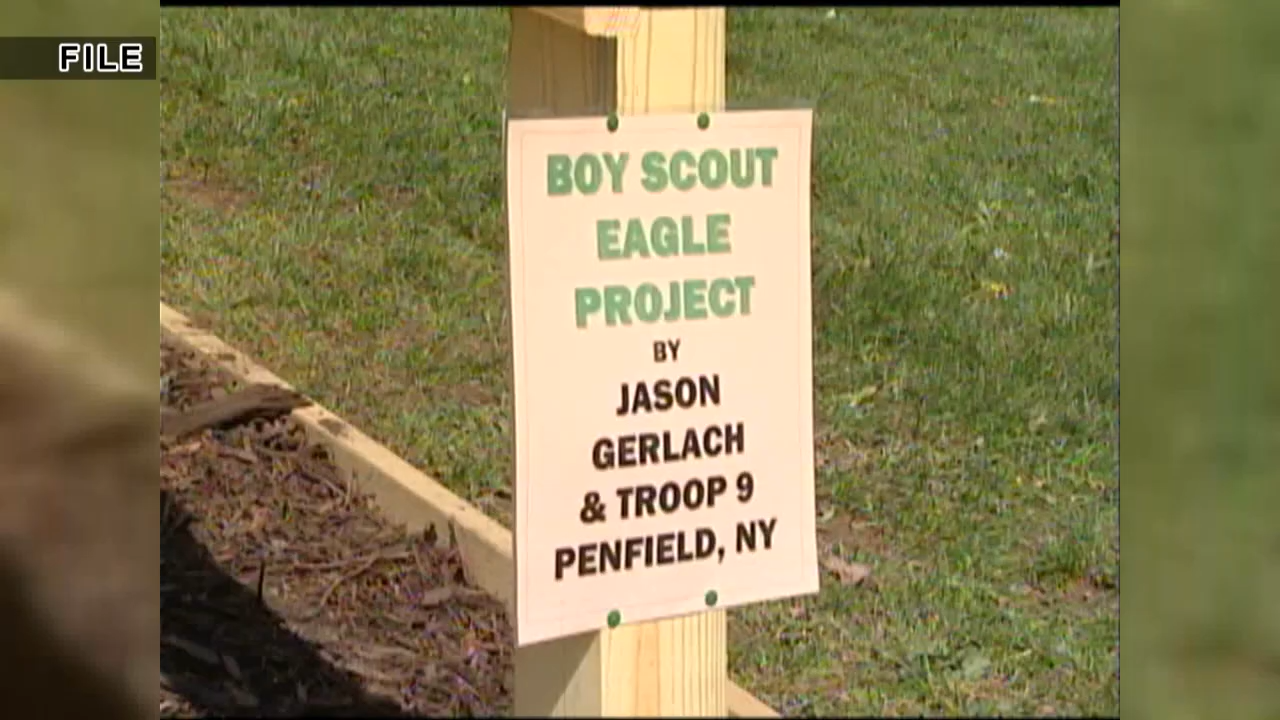 FILE
BOY SCOUT
EAGLE
PROJECT
BY
JASON
GERLACH
& TROOP 9
PENFIELD, NY